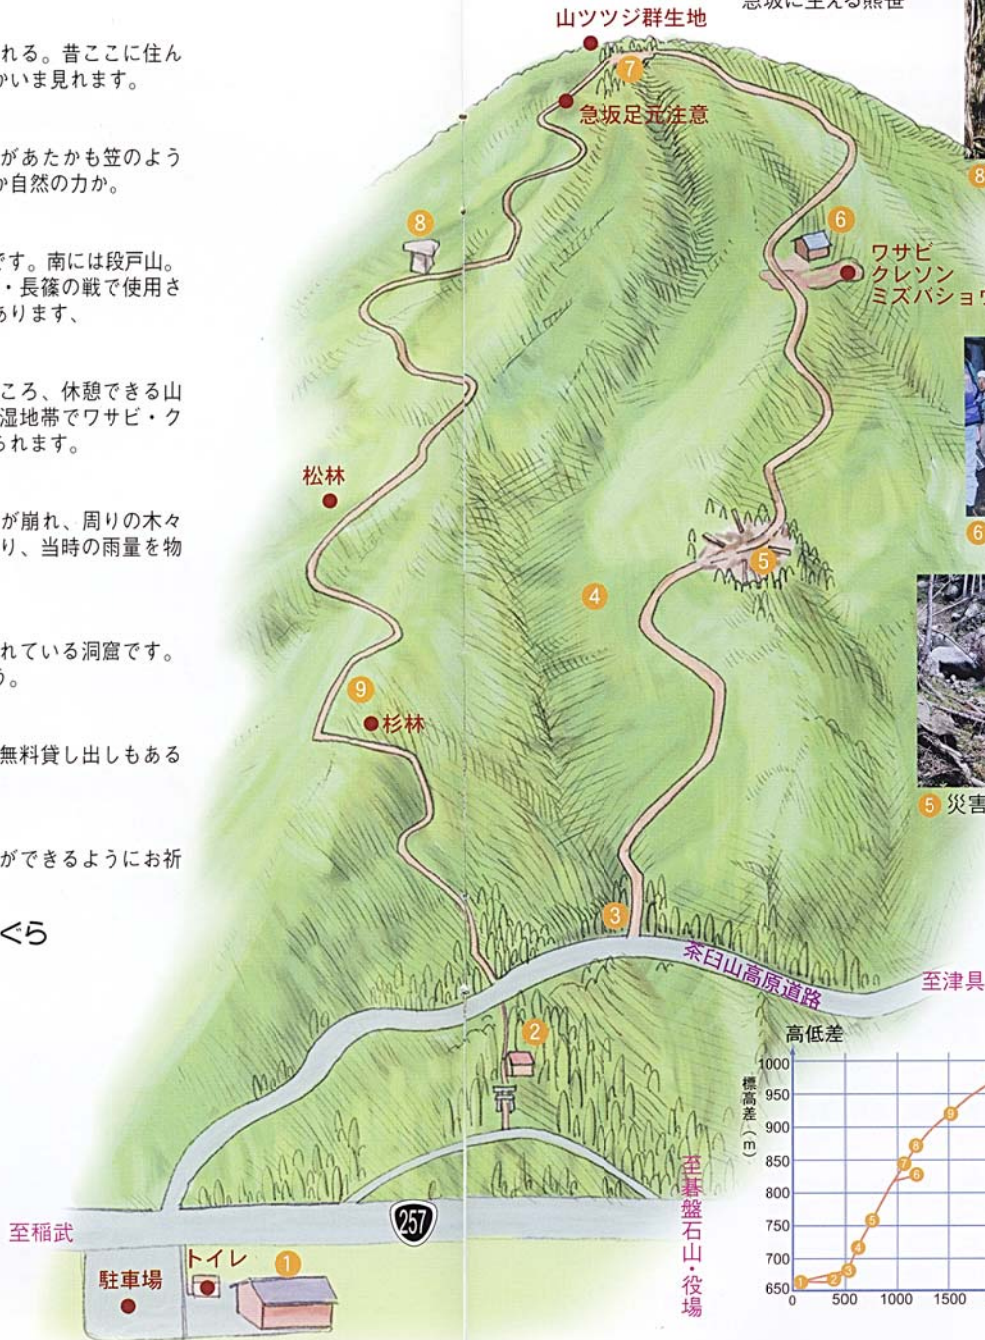 れる。昔ここに住ん
かいま見れます。
があたかも笠のよう
か自然の力か。
です。南には段戸山。
・長篠の戦で使用さ
あります、
ころ、休憩できる山
湿地帯でワサビ・ク
られます。
が崩れ、周りの木々
り、当時の雨量を物
れている洞窟です。
う。
無料貸し出しもある
ができるようにお祈
ぐら
急坂に生える熊笹
山ツツジ群生地
7
急坂足元注意
8
6
ワサビ
クレソン
ミズバショウ
8
6
松林
5
4
9
杉林
5 災害
3
茶臼山高原道路
至津具
2
257
至稲武
至碁盤石山・役場
トイレ
1
駐車場
高低差
標高差（m）
1000
950
900
850
800
750
700
650
0 500 1000 1500
1 2 3 4 5 6 7 8 9